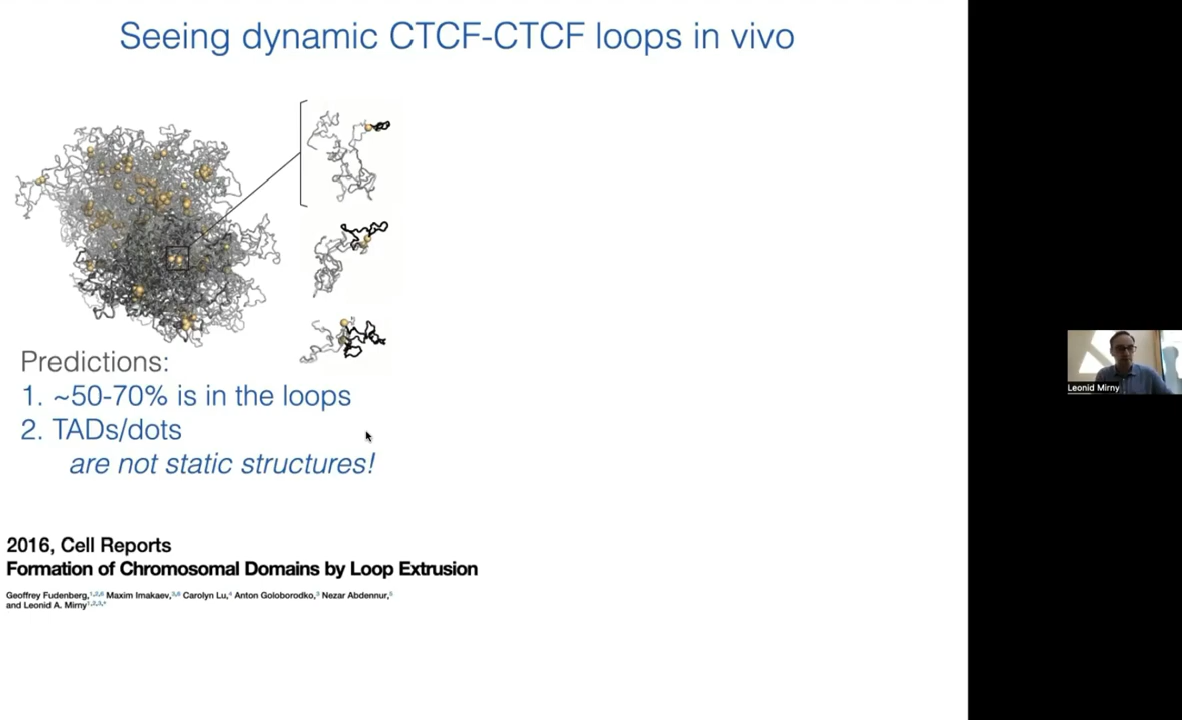 Seeing dynamic CTCF-CTCF loops in vivo
Predictions:
1. ~50-70% is in the loops
2. TADs/dots
are not static structures!
2016, Cell Reports
Formation of Chromosomal Domains by Loop Extrusion
Geoffrey Fudenberg, Maxim Imakaev, Carolyn Lu, Anton Goloborodko, Nezar Abdennur,
and Leonid A. Mirny
Leonid Mirny